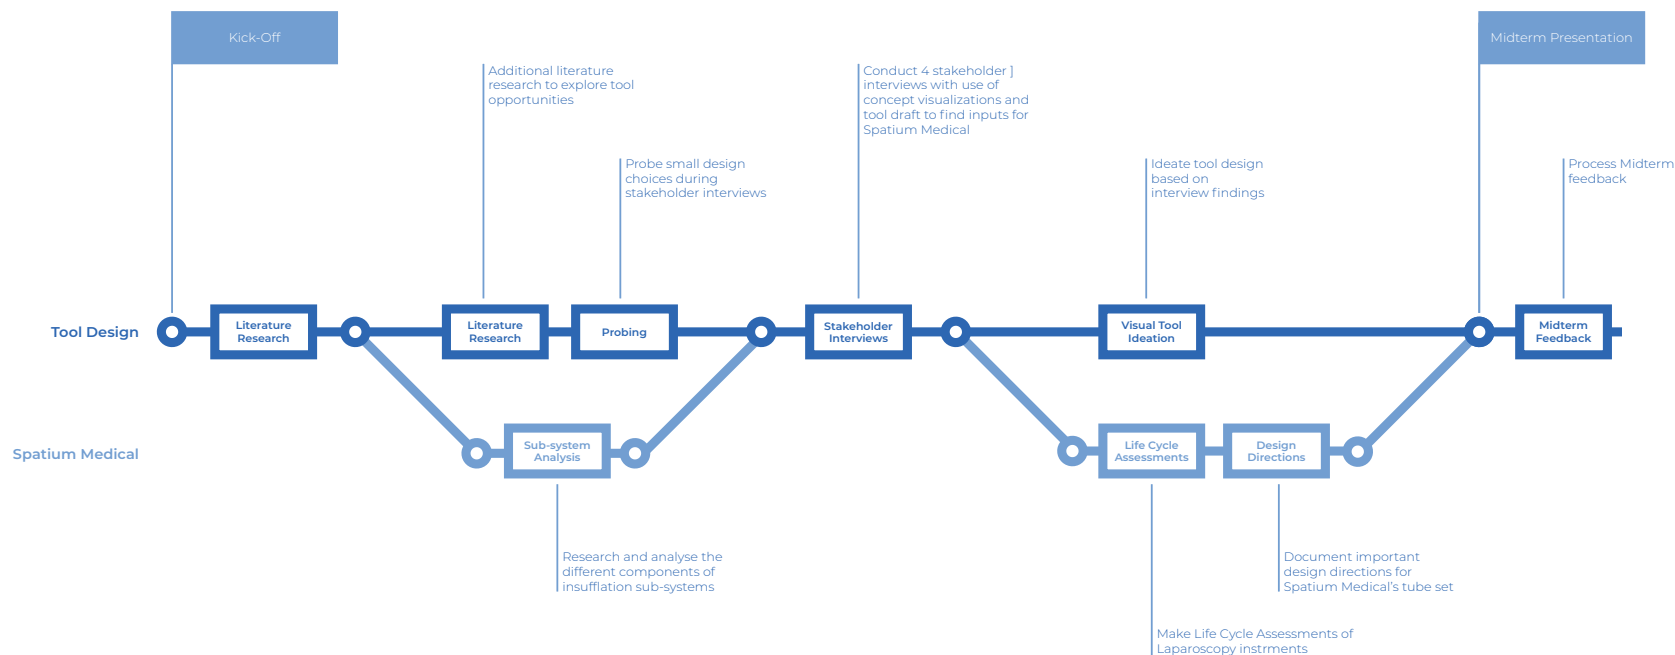 Kick-Off
Midterm Presentation
Additional literature
research to explore tool
opportunities
Conduct 4 stakeholder ]
interviews with use of
concept visualizations and
tool draft to find inputs for
Spatium Medical
Probe small design
choices during
stakeholder interviews
Ideate tool design
based on
interview findings
Process Midterm
feedback
Tool Design
Literature
Research
Literature
Research
Probing
Stakeholder
Interviews
Visual Tool
Ideation
Midterm
Feedback
Spatium Medical
Sub-system
Analysis
Life Cycle
Assessments
Design
Directions
Research and analyse the
different components of
insufflation sub-systems
Document important
design directions for
Spatium Medical's tube set
Make Life Cycle Assessments of
Laparoscopy instrments